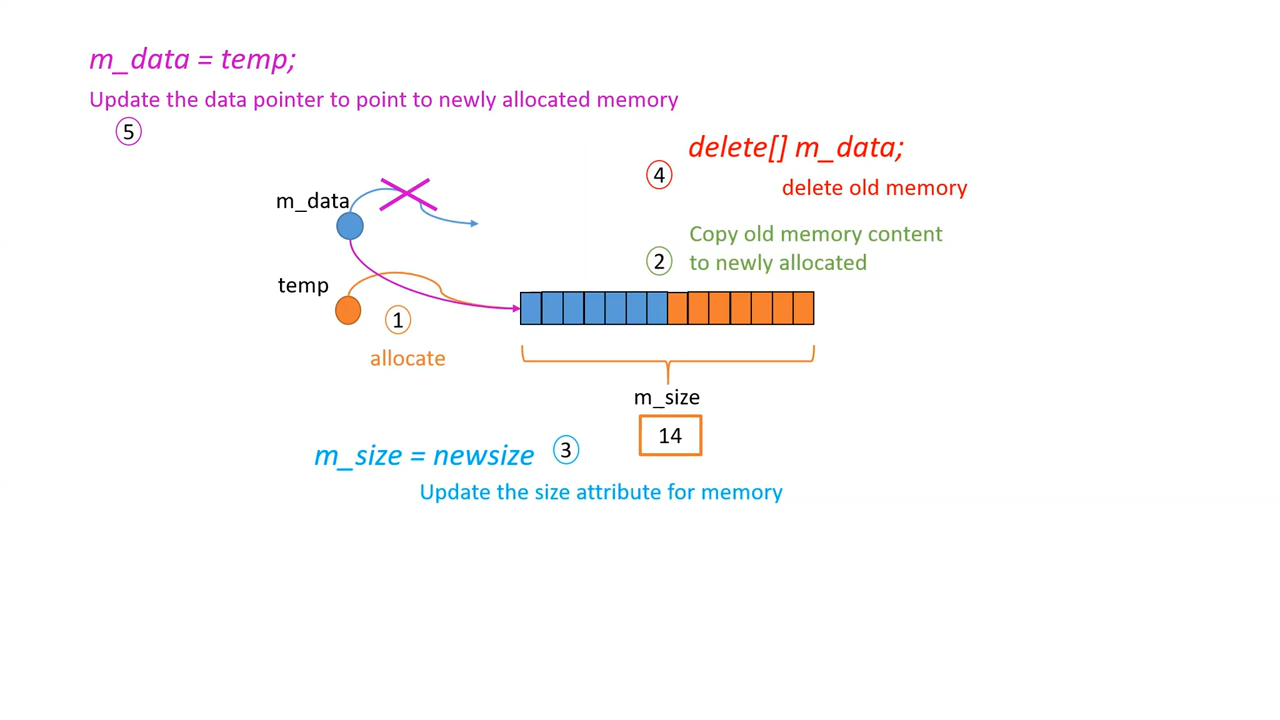 m_data = temp;
Update the data pointer to point to newly allocated memory
5
delete[] m_data;
4
delete old memory
m_data
Copy old memory content
2
to newly allocated
temp
1
allocate
m_size
14
m_size = newsize
3
Update the size attribute for memory